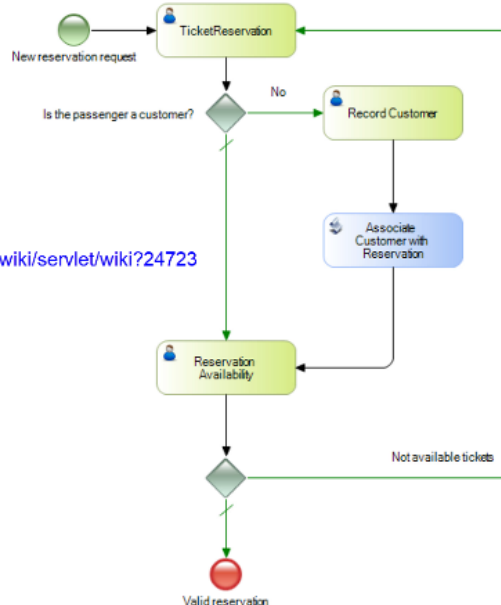 TicketReservation
New reservation request
No
Is the passenger a customer?
Record Customer
Associate
Customer with
Reservation
wiki/servlet/wiki?24723
Reservation
Availability
Not available tickets
Valid reservation